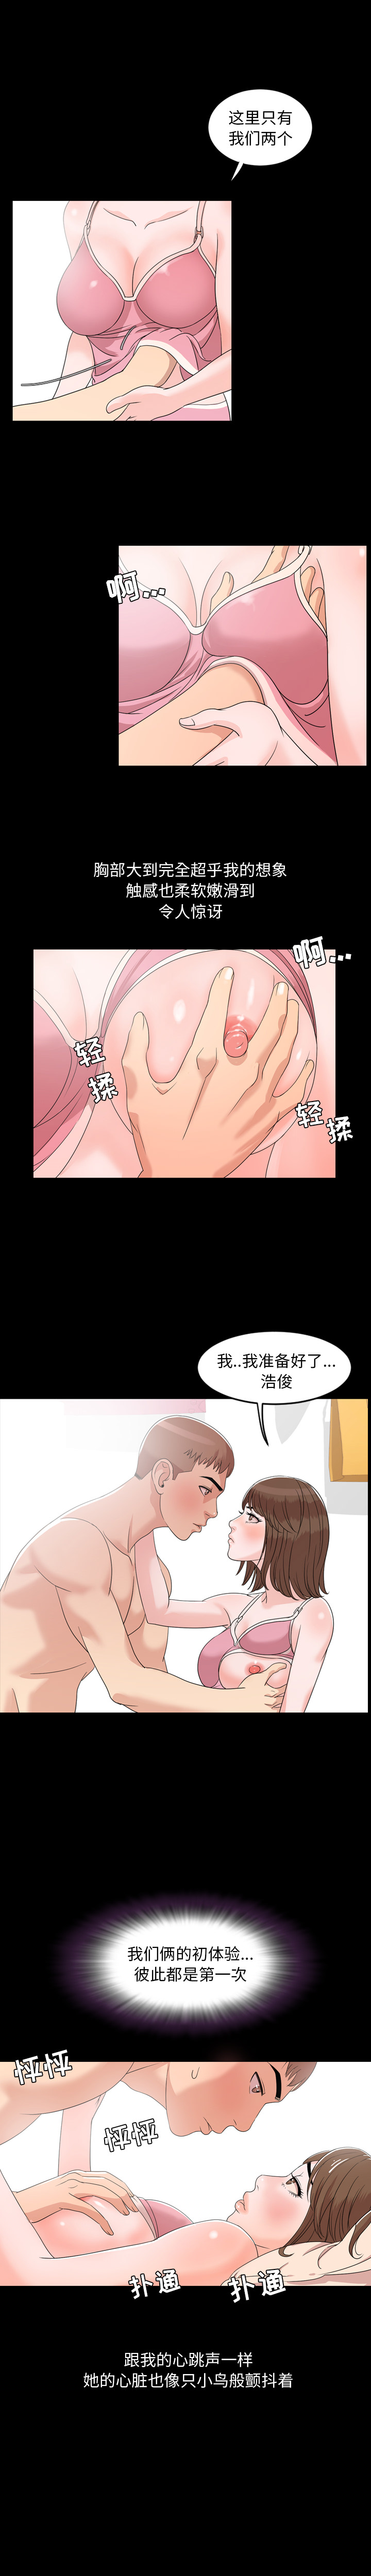 这里只有
我们两个
啊...
胸部大到完全超乎我的想象
触感也柔软嫩滑到
令人惊讶
啊...
轻
揉
轻
揉
我..我准备好了...
浩俊
我们俩的初体验...
彼此都是第一次
怦怦
怦怦
扑通
扑通
跟我的心跳声一样
她的心脏也像只小鸟般颤抖着